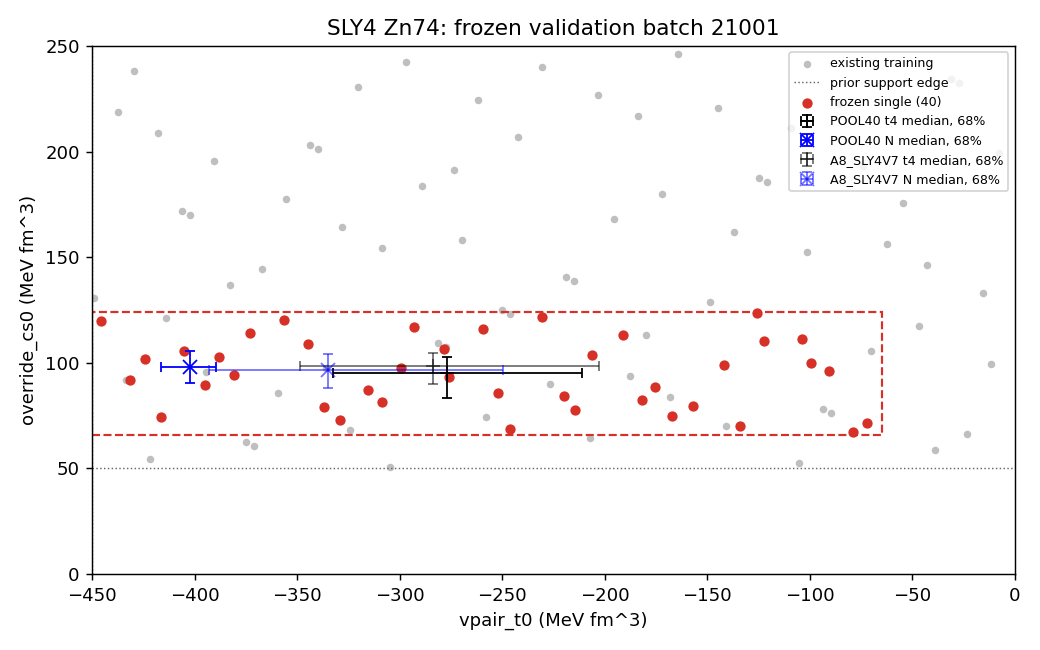 SLY4 Zn74: frozen validation batch 21001
250
200
150
100
50
0
override_cs0 (MeV fm^3)
existing training
prior support edge
frozen single (40)
POOL40 t4 median, 68%
POOL40 N median, 68%
A8_SLY4V7 t4 median, 68%
A8_SLY4V7 N median, 68%
−450 −400 −350 −300 −250 −200 −150 −100 −50 0
vpair_t0 (MeV fm^3)